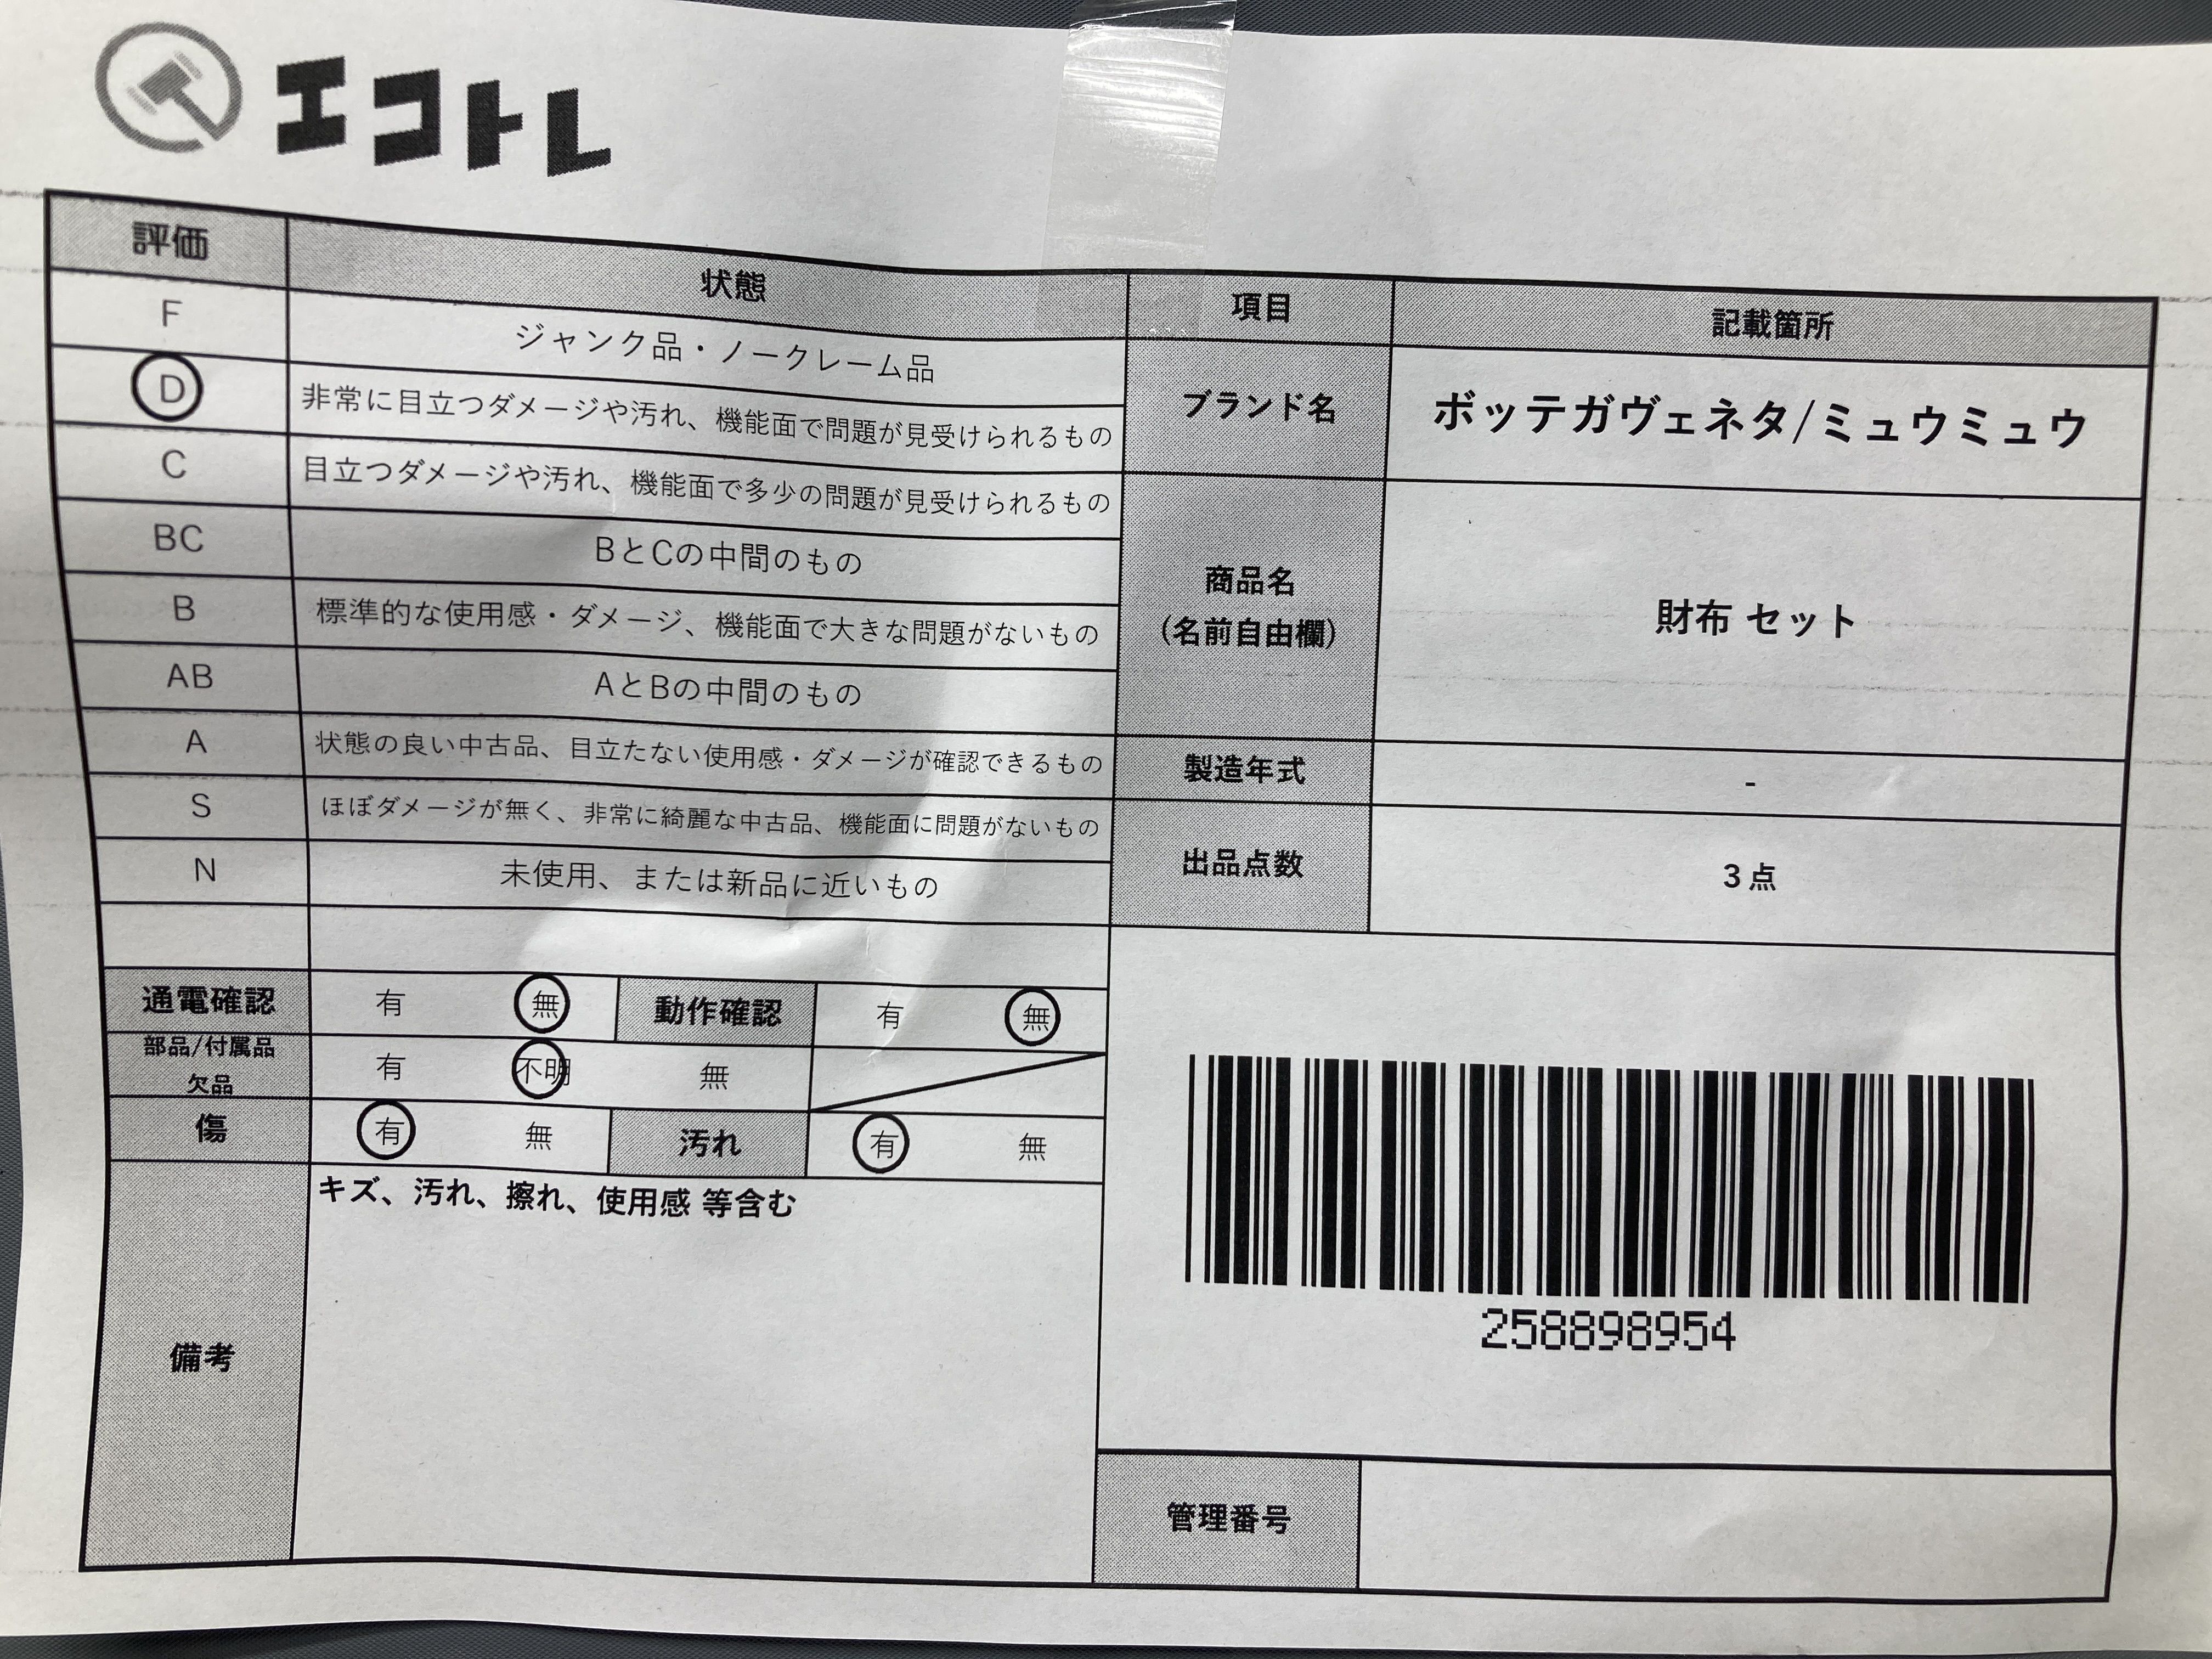 エコトレ
評価 状態 項目 記載箇所
F ジャンク品・ノークレーム品
D 非常に目立つダメージや汚れ、機能面で問題が見受けられるもの
C 目立つダメージや汚れ、機能面で多少の問題が見受けられるもの
BC BとCの中間のもの
B 標準的な使用感・ダメージ、機能面で大きな問題がないもの
AB AとBの中間のもの
A 状態の良い中古品、目立たない使用感・ダメージが確認できるもの
S ほぼダメージが無く、非常に綺麗な中古品、機能面に問題がないもの
N 未使用、または新品に近いもの
ブランド名 ボッテガヴェネタ/ミュウミュウ
商品名
(名前自由欄)
財布 セット
製造年式 -
出品点数 3点
通電確認 有 無 動作確認 有 無
部品/付属品
欠品
有 不明 無
傷 有 無 汚れ 有 無
備考
キズ、汚れ、擦れ、使用感 等含む
258898954
管理番号